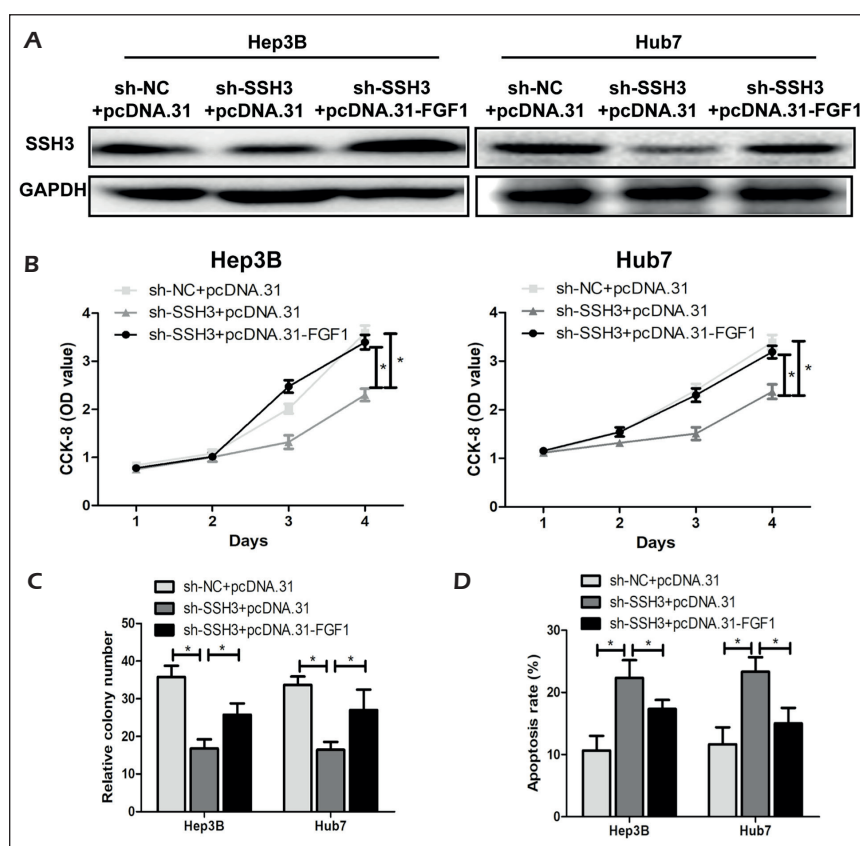 A
Hep3B
Hub7
sh-NC +pcDNA.31
sh-SSH3 +pcDNA.31
sh-SSH3 +pcDNA.31-FGF1
sh-NC +pcDNA.31
sh-SSH3 +pcDNA.31
sh-SSH3 +pcDNA.31-FGF1
SSH3
GAPDH
B
Hep3B
sh-NC+pcDNA.31
sh-SSH3+pcDNA.31
sh-SSH3+pcDNA.31-FGF1
CCK-8 (OD value)
4
3
2
1
0
1 2 3 4
Days
* *
Hub7
sh-NC+pcDNA.31
sh-SSH3+pcDNA.31
sh-SSH3+pcDNA.31-FGF1
CCK-8 (OD value)
4
3
2
1
0
1 2 3 4
Days
* *
C
sh-NC+pcDNA.31
sh-SSH3+pcDNA.31
sh-SSH3+pcDNA.31-FGF1
Relative colony number
40
30
20
10
0
* * * *
Hep3B Hub7
D
sh-NC+pcDNA.31
sh-SSH3+pcDNA.31
sh-SSH3+pcDNA.31-FGF1
Apoptosis rate (%)
30
20
10
0
* * * *
Hep3B Hub7